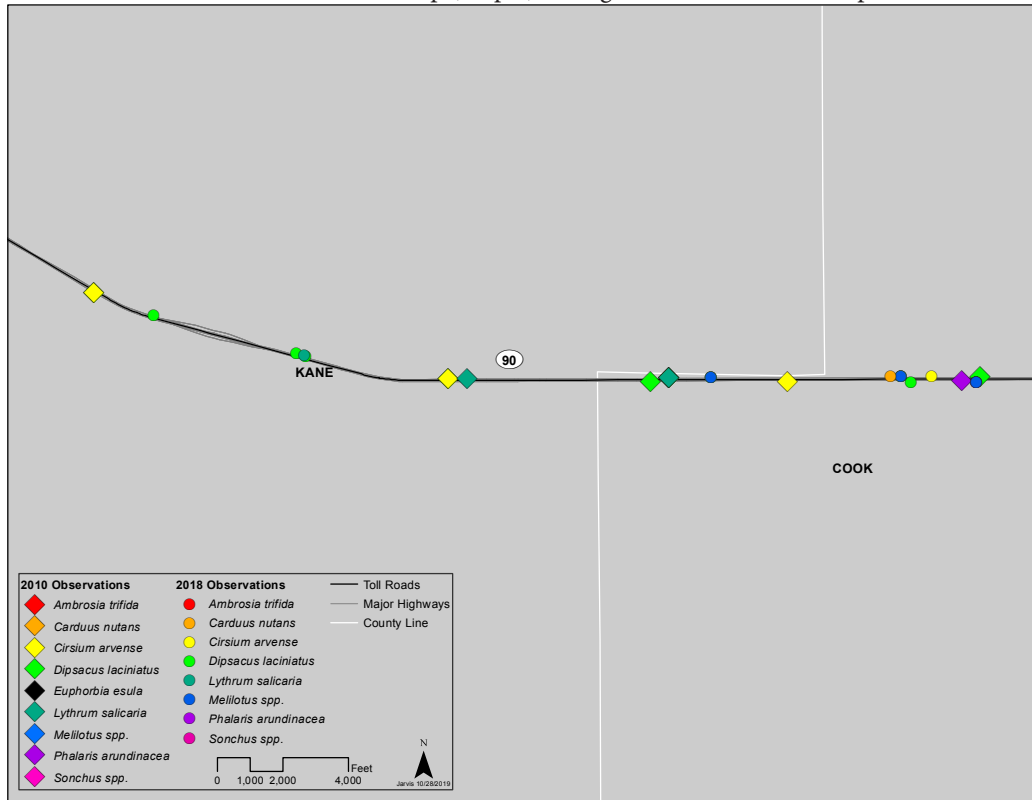 90
KANE
COOK
2010 Observations
Ambrosia trifida
Carduus nutans
Cirsium arvense
Dipsacus laciniatus
Euphorbia esula
Lythrum salicaria
Melilotus spp.
Phalaris arundinacea
Sonchus spp.
2018 Observations
Ambrosia trifida
Carduus nutans
Cirsium arvense
Dipsacus laciniatus
Lythrum salicaria
Melilotus spp.
Phalaris arundinacea
Sonchus spp.
Toll Roads
Major Highways
County Line
Feet
0 1,000 2,000 4,000
N
Jarvis 10/28/2019